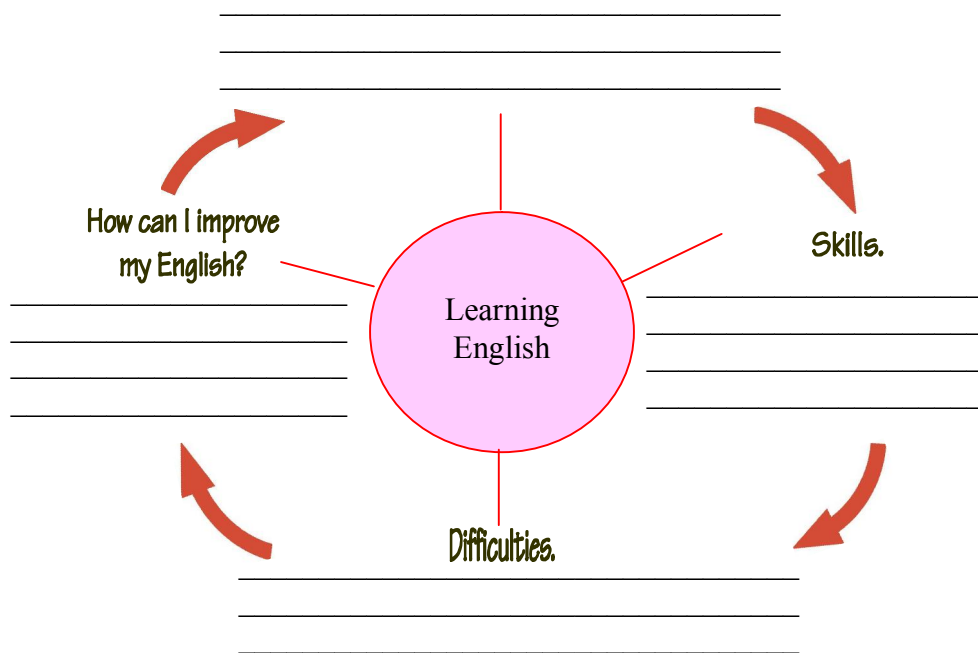 How can I improve
my English?
Skills.
Learning
English
Difficulties.